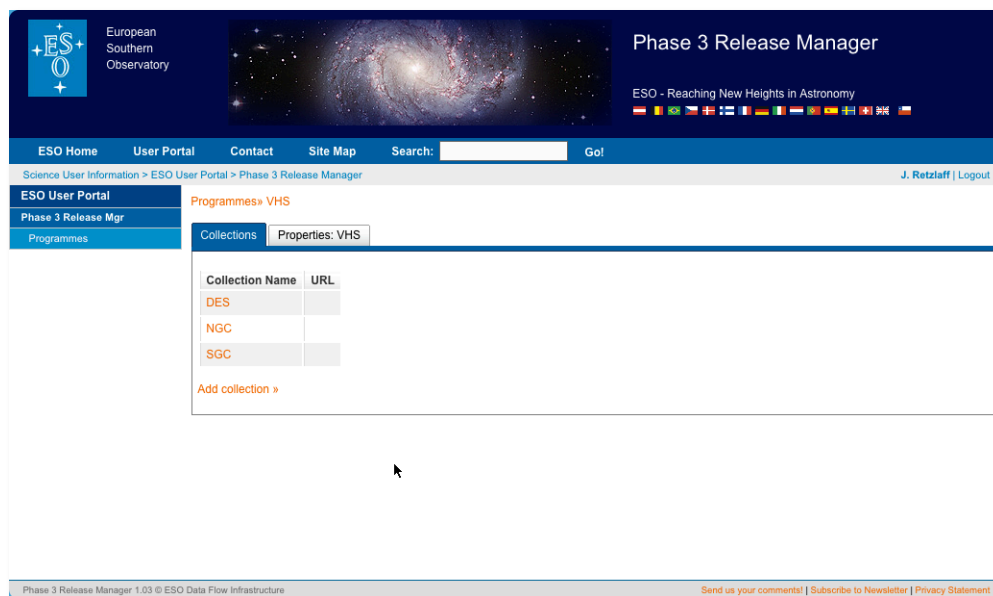 ESO
European
Southern
Observatory
Phase 3 Release Manager
ESO - Reaching New Heights in Astronomy
ESO Home User Portal Contact Site Map Search: Go!
Science User Information > ESO User Portal > Phase 3 Release Manager J. Retzlaff | Logout
ESO User Portal
Phase 3 Release Mgr
Programmes
Programmes» VHS
Collections Properties: VHS
Collection Name URL
DES
NGC
SGC
Add collection »
Phase 3 Release Manager 1.03 © ESO Data Flow Infrastructure Send us your comments! | Subscribe to Newsletter | Privacy Statement